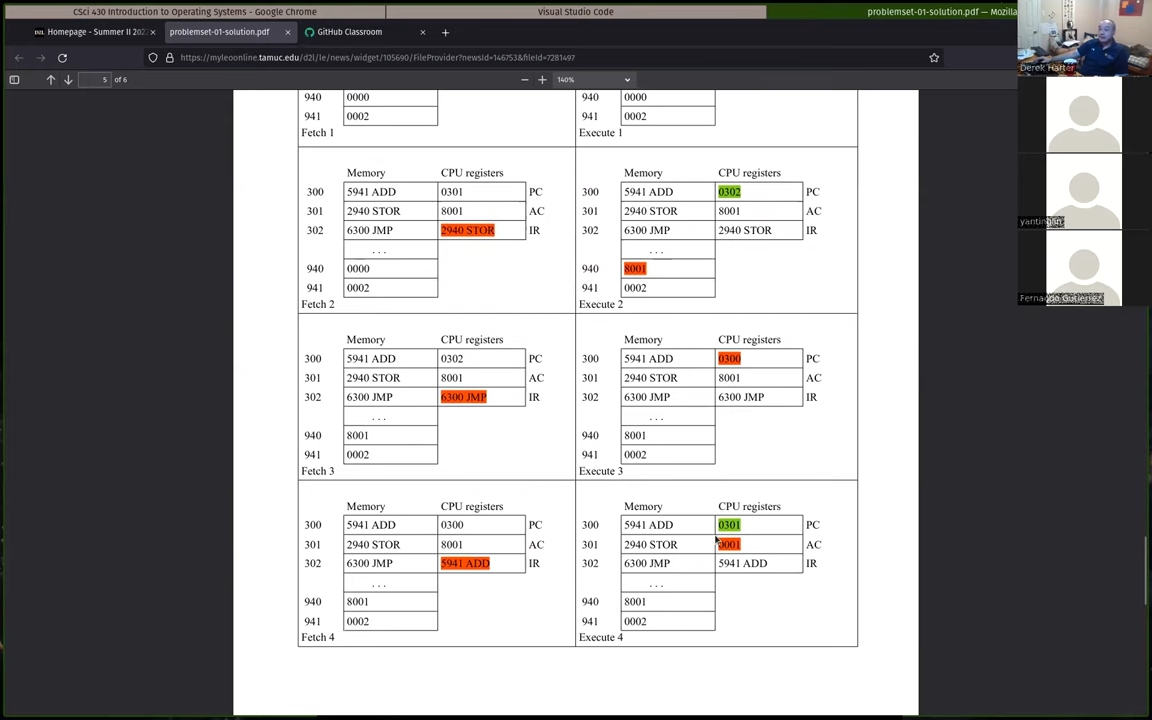 CSci 430 Introduction to Operating Systems - Google Chrome
Visual Studio Code
problemset-01-solution.pdf — Mozilla
Homepage - Summer II 202
problemset-01-solution.pdf
GitHub Classroom
https://myleoonline.tamuc.edu/d2l/le/news/widget/105690/FileProvider?newsId=146753&fileId=7281497
5 of 6
140%
Derek Harter
940 0000
941 0002
Fetch 1
940 0000
941 0002
Execute 1
Memory CPU registers
300 5941 ADD 0301 PC
301 2940 STOR 8001 AC
302 6300 JMP 2940 STOR IR
. . .
940 0000
941 0002
Fetch 2
Memory CPU registers
300 5941 ADD 0302 PC
301 2940 STOR 8001 AC
302 6300 JMP 2940 STOR IR
. . .
940 8001
941 0002
Execute 2
Memory CPU registers
300 5941 ADD 0302 PC
301 2940 STOR 8001 AC
302 6300 JMP 6300 JMP IR
. . .
940 8001
941 0002
Fetch 3
Memory CPU registers
300 5941 ADD 0300 PC
301 2940 STOR 8001 AC
302 6300 JMP 6300 JMP IR
. . .
940 8001
941 0002
Execute 3
Memory CPU registers
300 5941 ADD 0300 PC
301 2940 STOR 8001 AC
302 6300 JMP 5941 ADD IR
. . .
940 8001
941 0002
Fetch 4
Memory CPU registers
300 5941 ADD 0301 PC
301 2940 STOR 0001 AC
302 6300 JMP 5941 ADD IR
. . .
940 8001
941 0002
Execute 4
Fernando Gutierrez